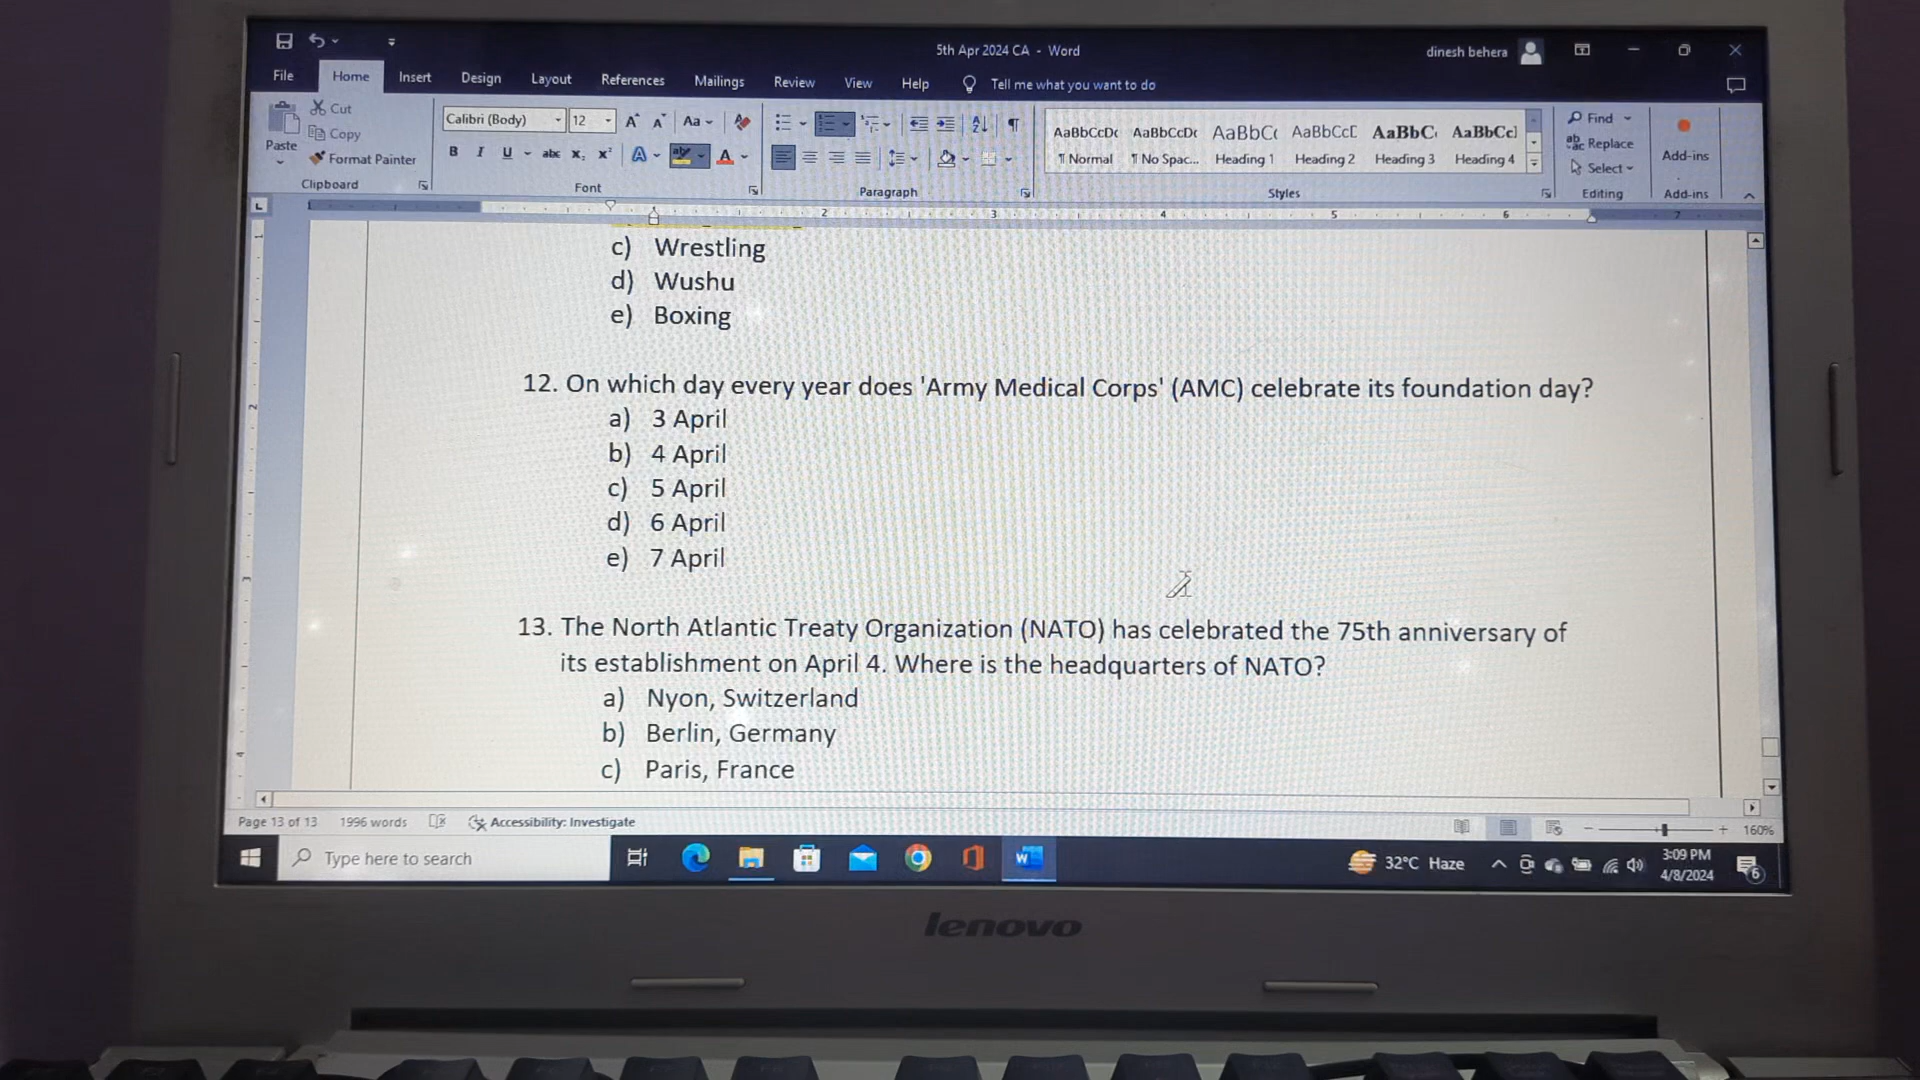 5th Apr 2024 CA - Word
dinesh behera
File Home Insert Design Layout References Mailings Review View Help Tell me what you want to do
Paste
Cut
Copy
Format Painter
Clipboard
Calibri (Body) 12
Font
Paragraph
AaBbCcDc AaBbCcDc AaBbC AaBbCcD AaBbC AaBbCcI
¶ Normal ¶ No Spac... Heading 1 Heading 2 Heading 3 Heading 4
Styles
Find
Replace
Select
Editing
Add-ins
Add-ins
c) Wrestling
d) Wushu
e) Boxing
12. On which day every year does 'Army Medical Corps' (AMC) celebrate its foundation day?
a) 3 April
b) 4 April
c) 5 April
d) 6 April
e) 7 April
13. The North Atlantic Treaty Organization (NATO) has celebrated the 75th anniversary of
its establishment on April 4. Where is the headquarters of NATO?
a) Nyon, Switzerland
b) Berlin, Germany
c) Paris, France
Page 13 of 13 1996 words Accessibility: Investigate
160%
Type here to search
32°C Haze
3:09 PM
4/8/2024
6
lenovo